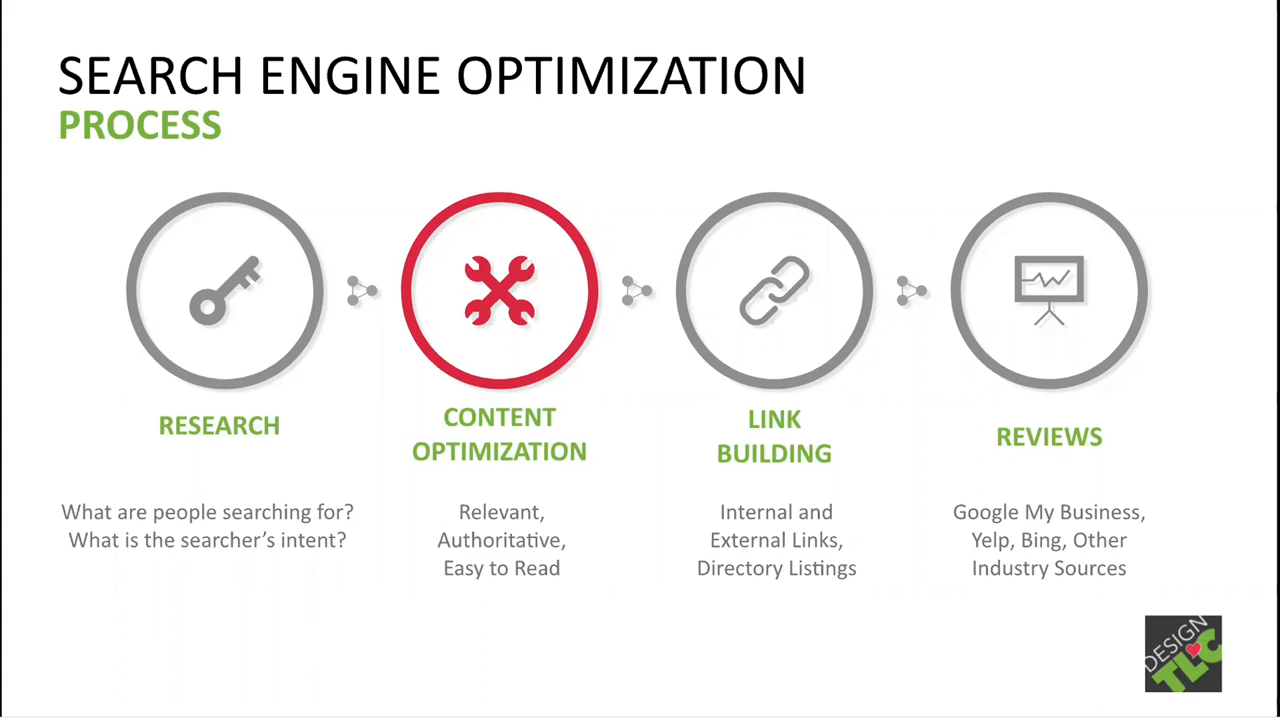 SEARCH ENGINE OPTIMIZATION
PROCESS
RESEARCH
What are people searching for?
What is the searcher's intent?
CONTENT
OPTIMIZATION
Relevant,
Authoritative,
Easy to Read
LINK
BUILDING
Internal and
External Links,
Directory Listings
REVIEWS
Google My Business,
Yelp, Bing, Other
Industry Sources
DESIGN
TLC